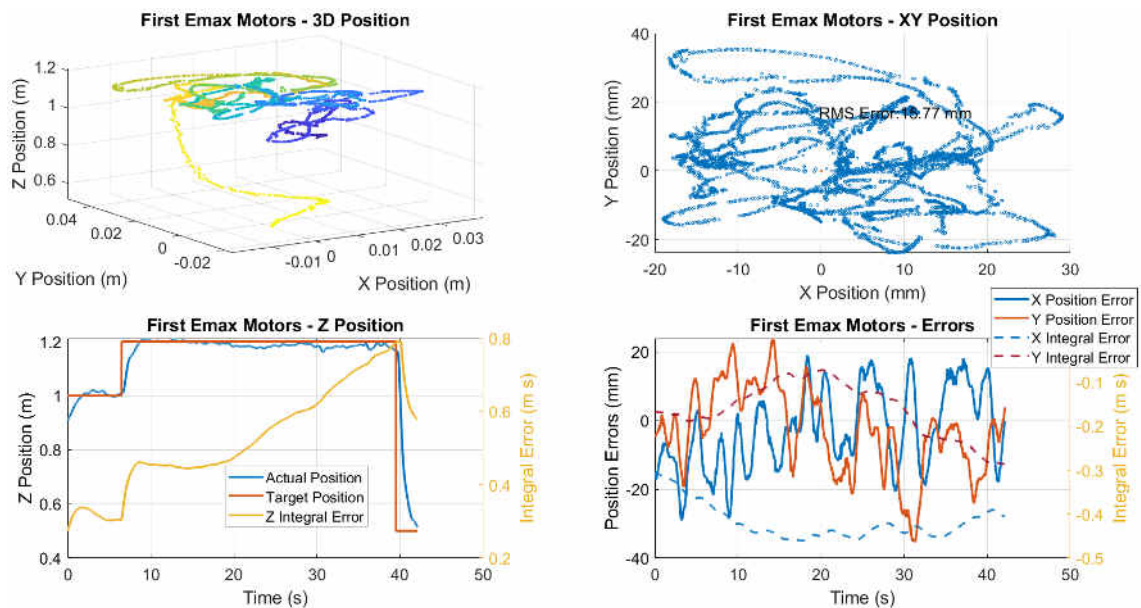 First Emax Motors - 3D Position
Z Position (m)
1.2
1
0.8
0.6
0.04
0.02
0
-0.02
Y Position (m)
-0.01
0
0.01
0.02
0.03
X Position (m)
First Emax Motors - XY Position
Y Position (mm)
40
20
0
-20
RMS Error:15.77 mm
-20
-10
0
10
20
30
X Position (mm)
First Emax Motors - Z Position
Z Position (m)
1.2
1
0.8
0.6
0.4
Actual Position
Target Position
Z Integral Error
0.8
0.6
0.4
0.2
Integral Error (m s)
0
10
20
30
40
50
Time (s)
X Position Error
Y Position Error
X Integral Error
Y Integral Error
First Emax Motors - Errors
Position Errors (mm)
20
0
-20
-40
-0.1
-0.2
-0.3
-0.4
-0.5
Integral Error (m s)
0
10
20
30
40
50
Time (s)